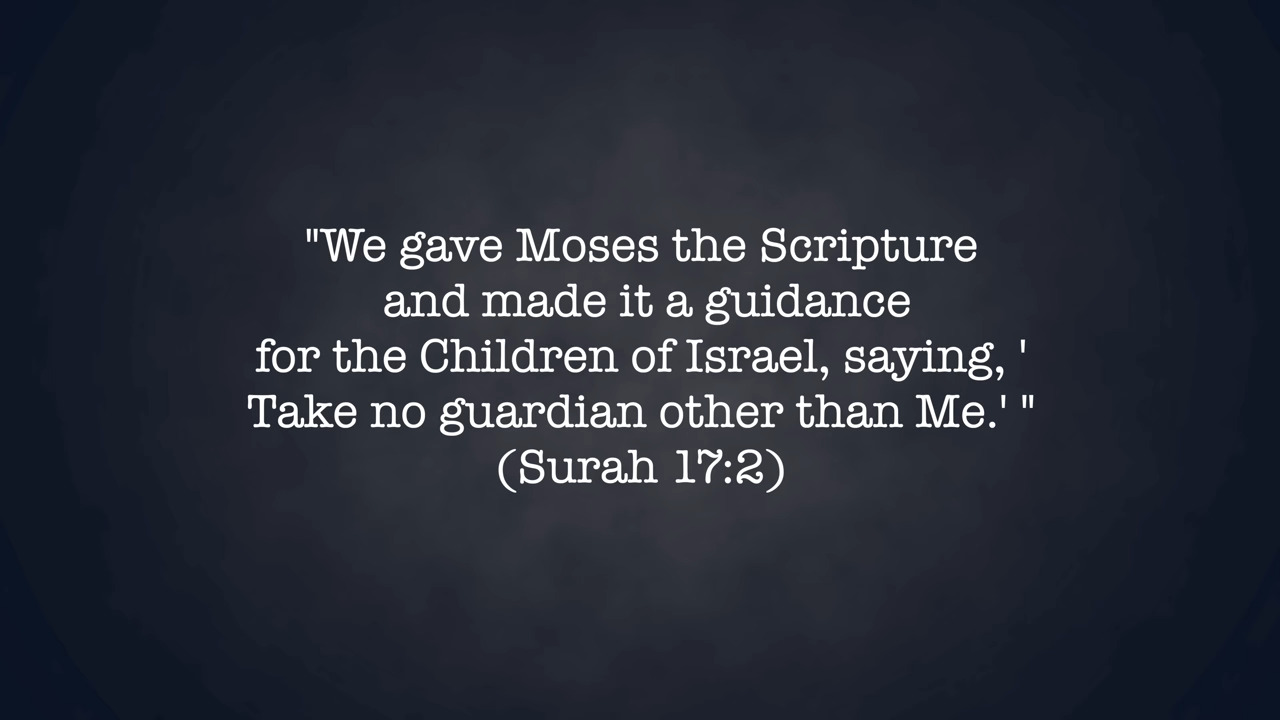 "We gave Moses the Scripture
and made it a guidance
for the Children of Israel, saying, '
Take no guardian other than Me.' "
(Surah 17:2)